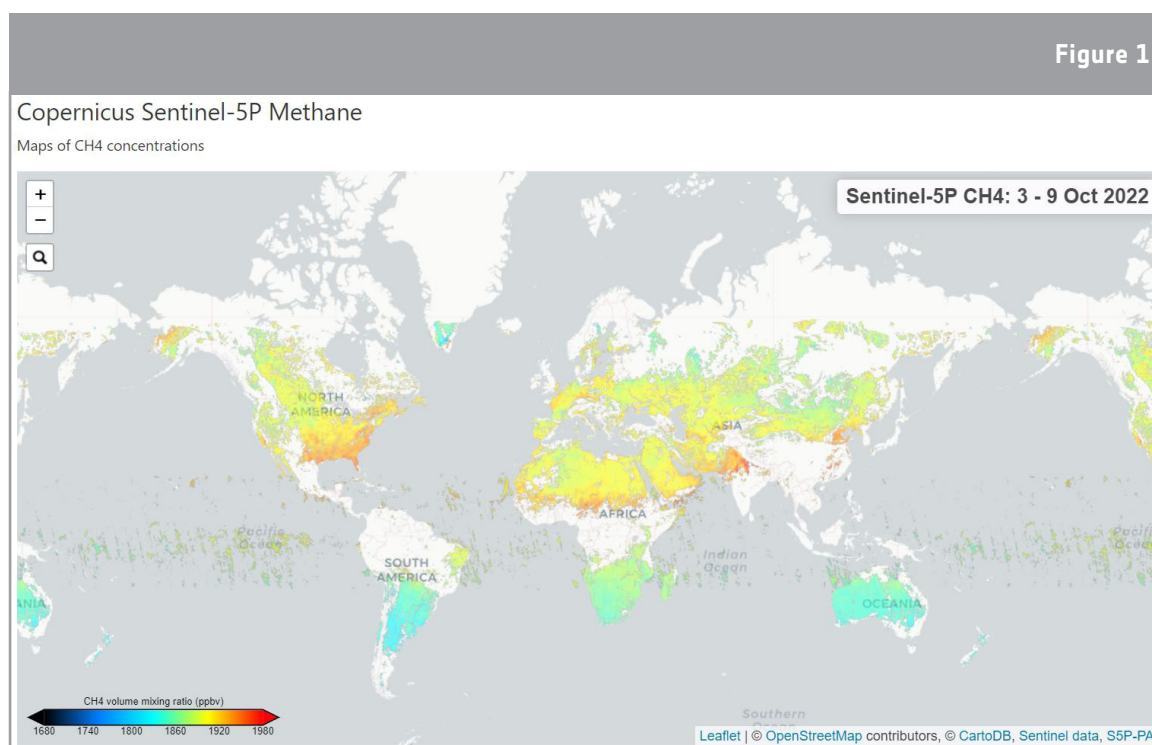 Figure 1
Copernicus Sentinel-5P Methane
Maps of CH4 concentrations
+
−
Sentinel-5P CH4: 3 - 9 Oct 2022
NORTH
AMERICA
ASIA
AFRICA
Pacific
Ocean
Indian
Ocean
Pacific
SOUTH
AMERICA
ANIA
OCEANIA
CH4 volume mixing ratio (ppbv)
1680 1740 1800 1860 1920 1980
Southern
Leaflet | © OpenStreetMap contributors, © CartoDB, Sentinel data, S5P-PA